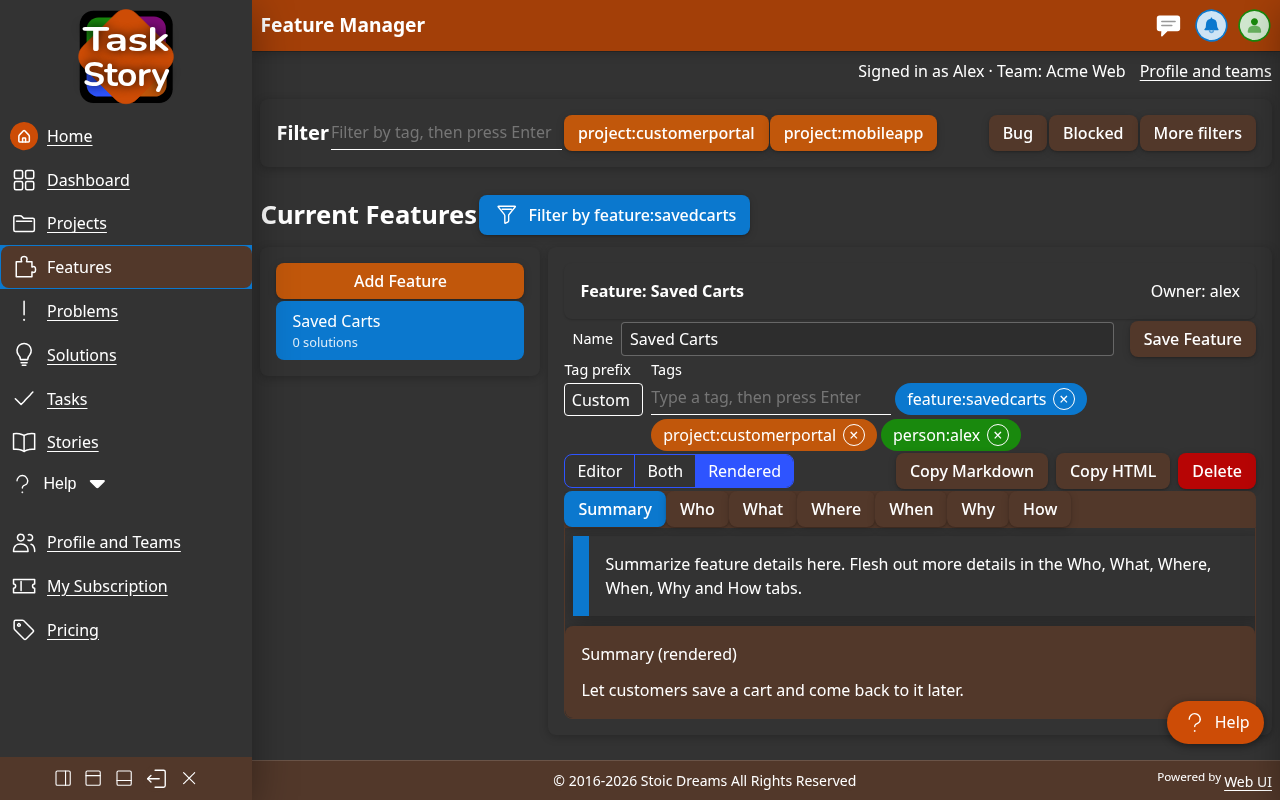 Task
Story
Home
Dashboard
Projects
Features
Problems
Solutions
Tasks
Stories
Help
Profile and Teams
My Subscription
Pricing
Feature Manager
Signed in as Alex · Team: Acme Web Profile and teams
Filter Filter by tag, then press Enter project:customerportal project:mobileapp Bug Blocked More filters
Current Features Filter by feature:savedcarts
Add Feature
Saved Carts
0 solutions
Feature: Saved Carts Owner: alex
Name Saved Carts Save Feature
Tag prefix Tags
Custom Type a tag, then press Enter feature:savedcarts
project:customerportal person:alex
Editor Both Rendered Copy Markdown Copy HTML Delete
Summary Who What Where When Why How
Summarize feature details here. Flesh out more details in the Who, What, Where,
When, Why and How tabs.
Summary (rendered)
Let customers save a cart and come back to it later.
Help
© 2016-2026 Stoic Dreams All Rights Reserved Powered by Web UI